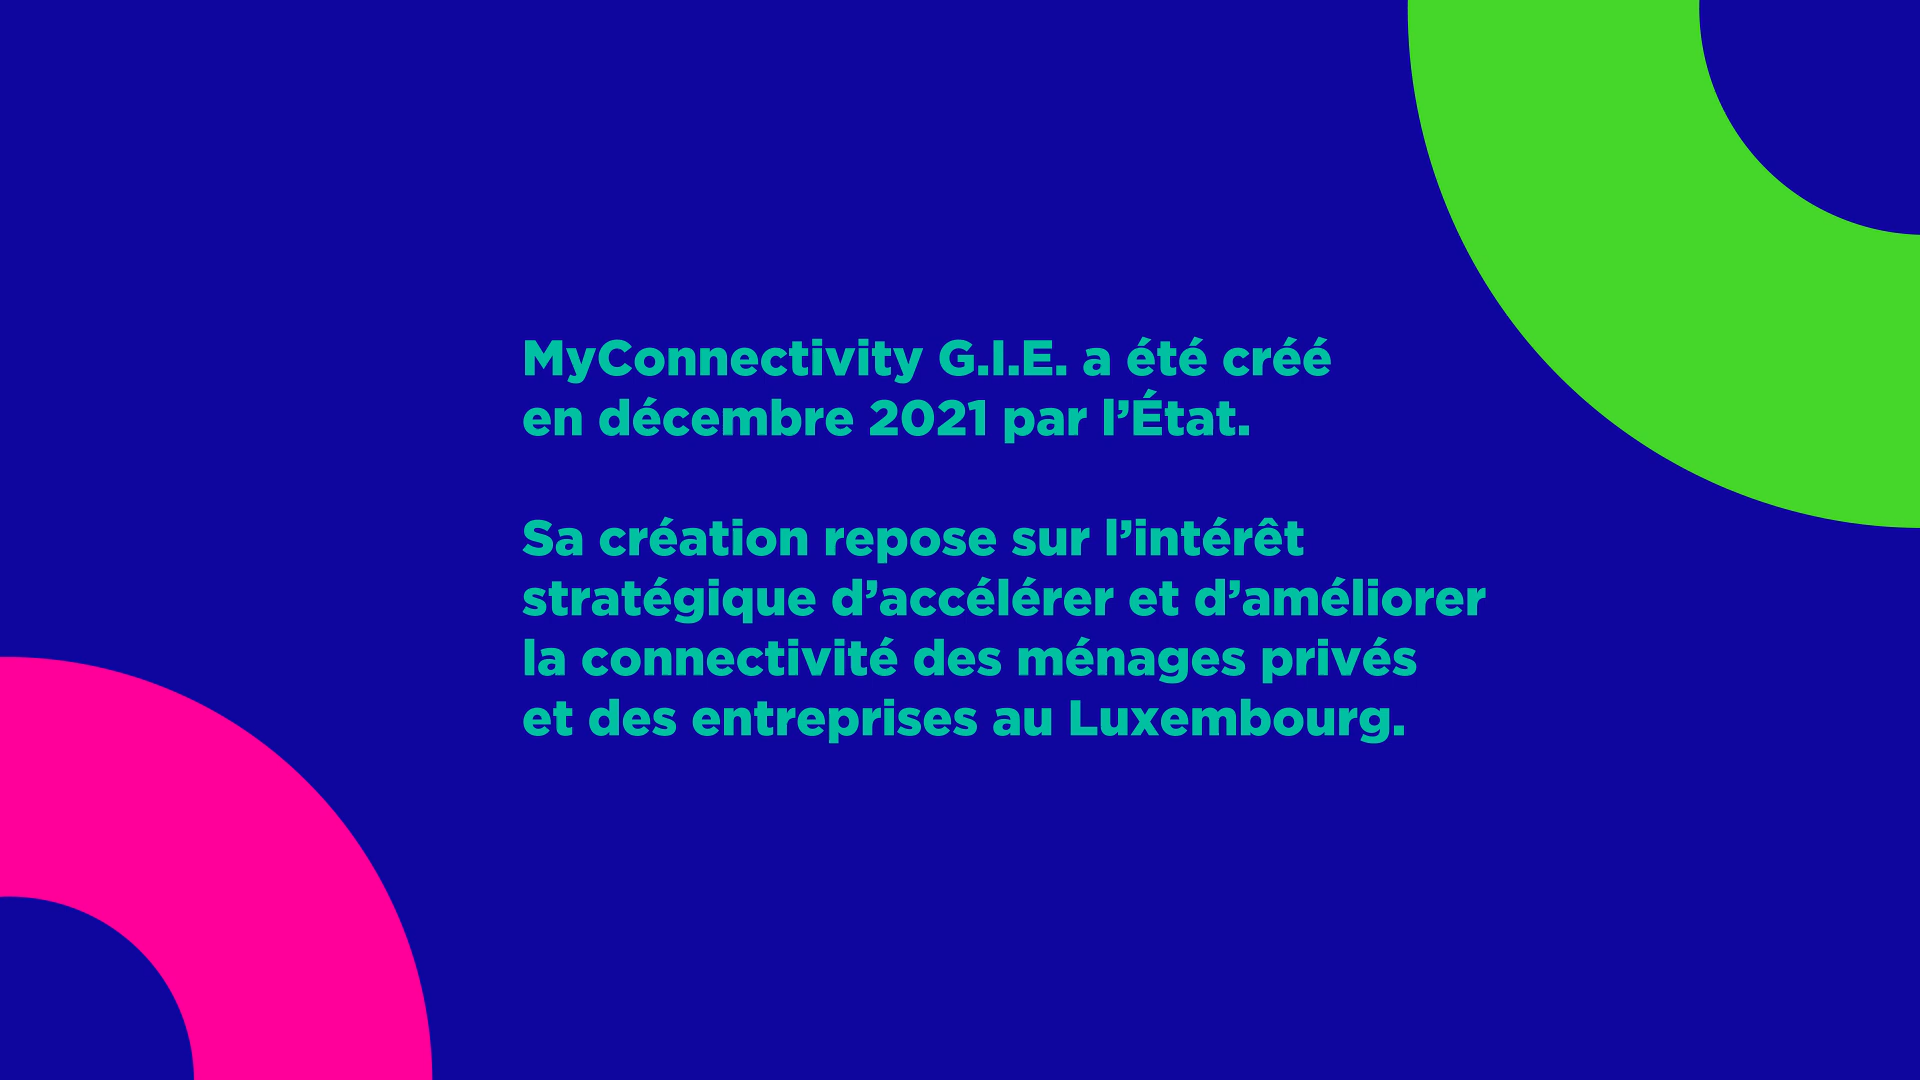 MyConnectivity G.I.E. a été créé
en décembre 2021 par l’État.
Sa création repose sur l’intérêt
stratégique d’accélérer et d’améliorer
la connectivité des ménages privés
et des entreprises au Luxembourg.